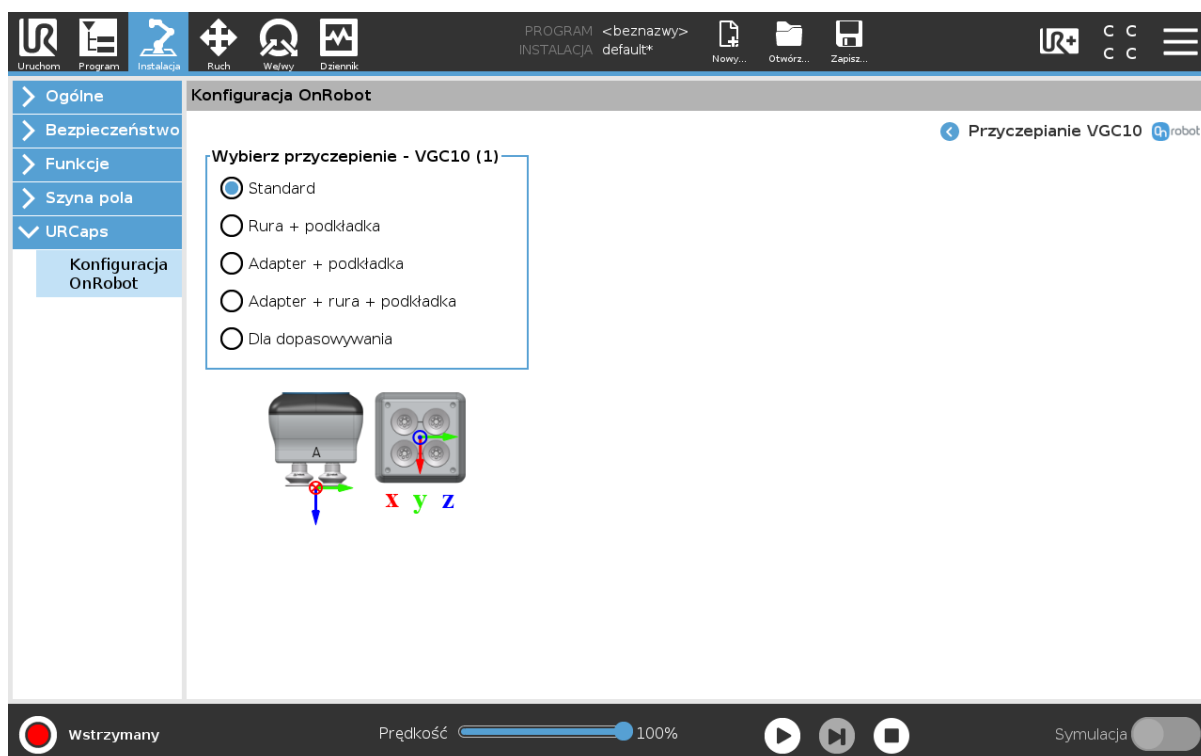 PROGRAM <beznazwy>
INSTALACJA default*
Uruchom Program Instalacja Ruch We/wy Dziennik Nowy... Otwórz... Zapisz...
UR+
C C
C C
Ogólne
Bezpieczeństwo
Funkcje
Szyna pola
URCaps
Konfiguracja
OnRobot
Konfiguracja OnRobot
Przyczepianie VGC10 On robot
Wybierz przyczepienie - VGC10 (1)
Standard
Rura + podkładka
Adapter + podkładka
Adapter + rura + podkładka
Dla dopasowywania
A
x y z
Wstrzymany Prędkość 100% Symulacja